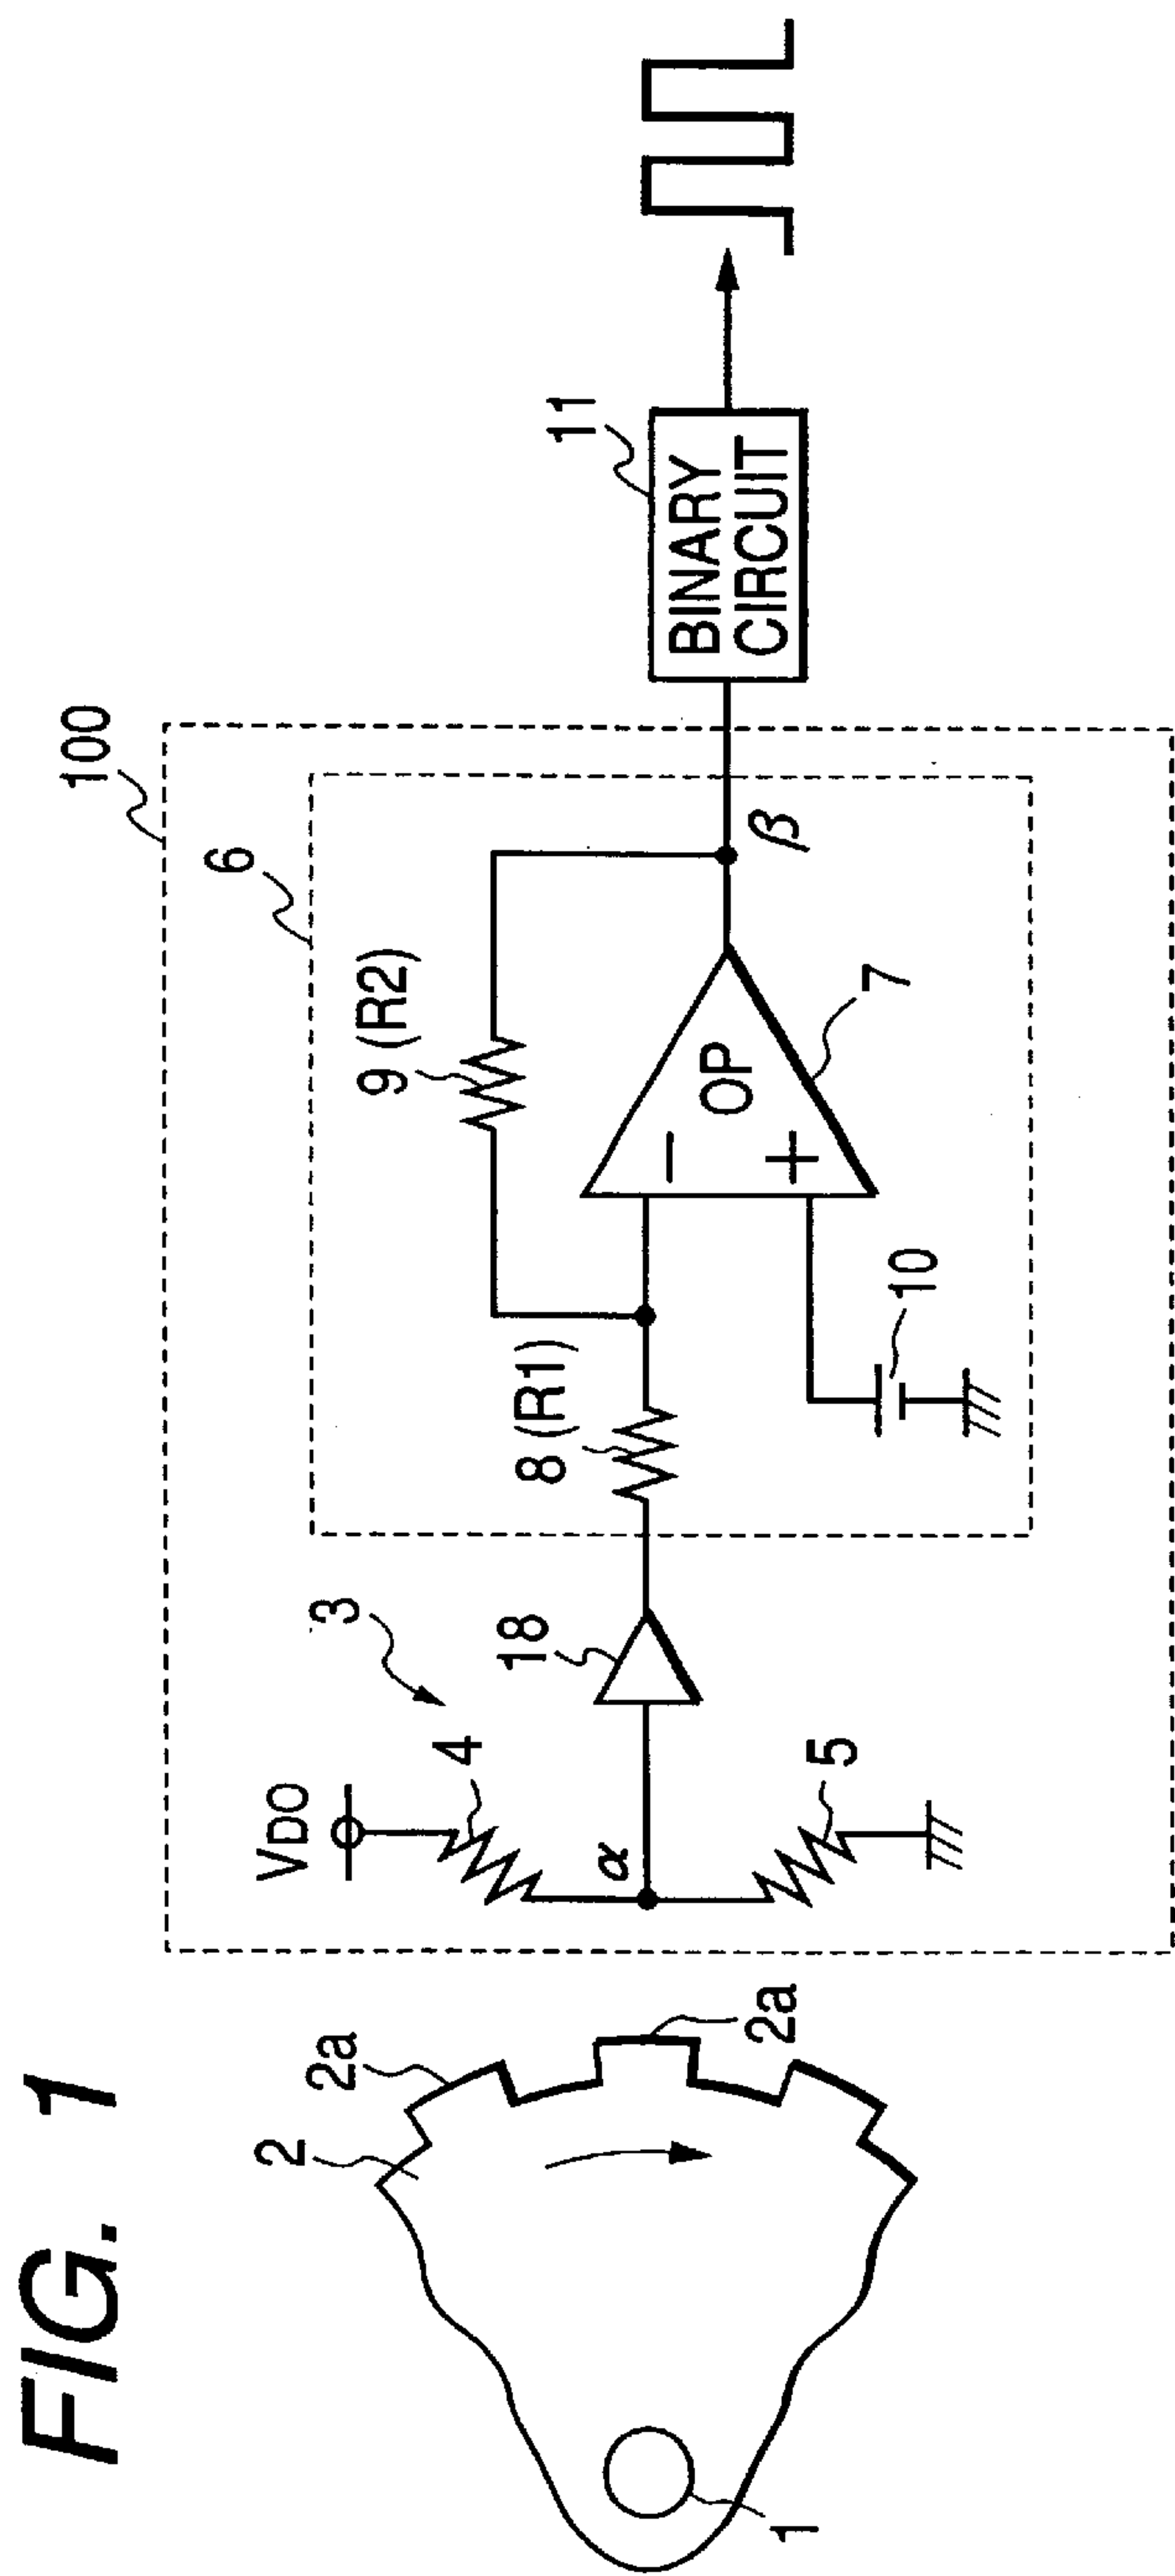 FIG. 1
100
6
9 (R2)
3
VDO
4
18
8 (R1)
α
5
−
OP
+
7
10
β
11
BINARY
CIRCUIT
2
2a
2a
1